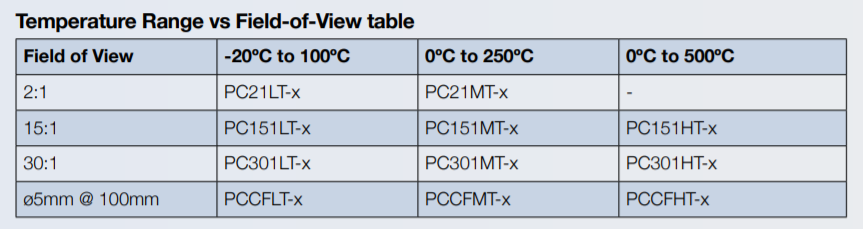 Temperature Range vs Field-of-View table
Field of View -20ºC to 100ºC 0ºC to 250ºC 0ºC to 500ºC
2:1 PC21LT-x PC21MT-x -
15:1 PC151LT-x PC151MT-x PC151HT-x
30:1 PC301LT-x PC301MT-x PC301HT-x
ø5mm @ 100mm PCCFLT-x PCCFMT-x PCCFHT-x